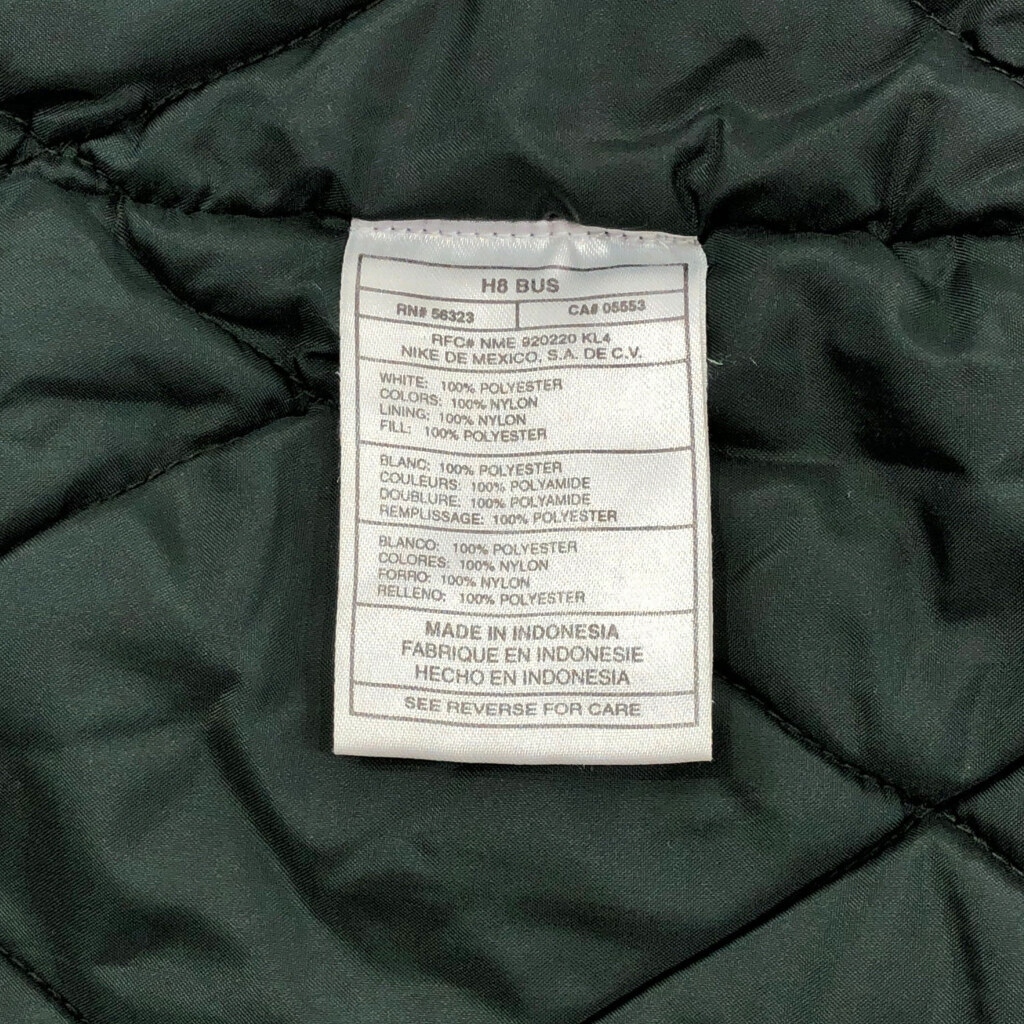 H8 BUS
RN# 56323 CA# 05553
RFC# NME 920220 KL4
NIKE DE MEXICO, S.A. DE C.V.
WHITE: 100% POLYESTER
COLORS: 100% NYLON
LINING: 100% NYLON
FILL: 100% POLYESTER
BLANC: 100% POLYESTER
COULEURS: 100% POLYAMIDE
DOUBLURE: 100% POLYAMIDE
REMPLISSAGE: 100% POLYESTER
BLANCO: 100% POLYESTER
COLORES: 100% NYLON
FORRO: 100% NYLON
RELLENO: 100% POLYESTER
MADE IN INDONESIA
FABRIQUE EN INDONESIE
HECHO EN INDONESIA
SEE REVERSE FOR CARE